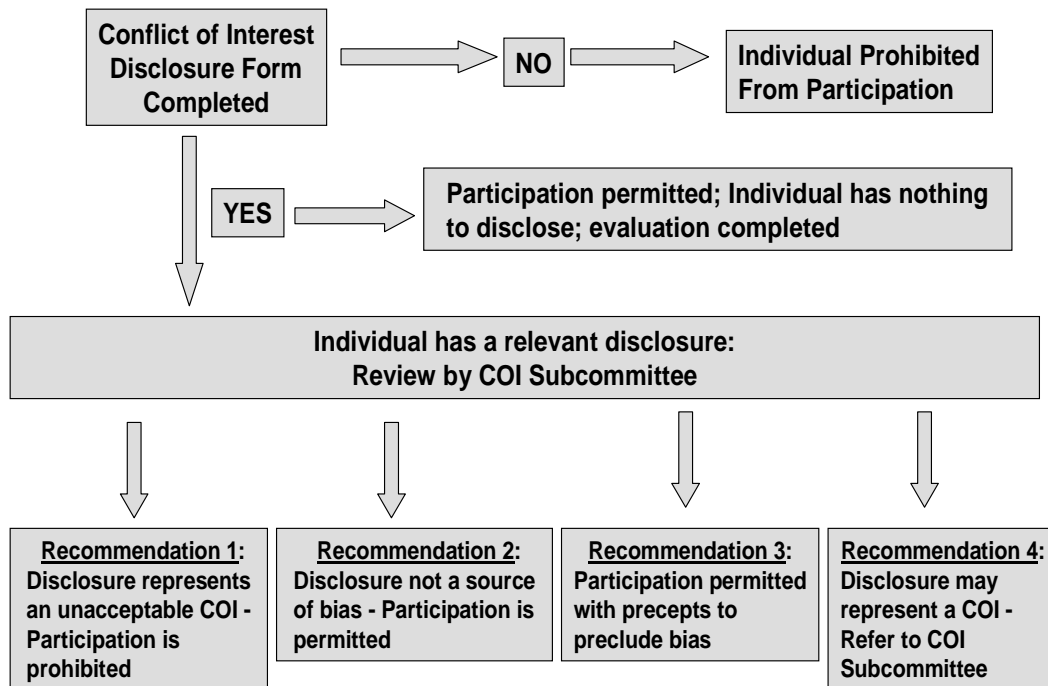 Conflict of Interest
Disclosure Form
Completed
NO
Individual Prohibited
From Participation
YES
Participation permitted; Individual has nothing
to disclose; evaluation completed
Individual has a relevant disclosure:
Review by COI Subcommittee
Recommendation 1:
Disclosure represents
an unacceptable COI -
Participation is
prohibited
Recommendation 2:
Disclosure not a source
of bias - Participation is
permitted
Recommendation 3:
Participation permitted
with precepts to
preclude bias
Recommendation 4:
Disclosure may
represent a COI -
Refer to COI
Subcommittee